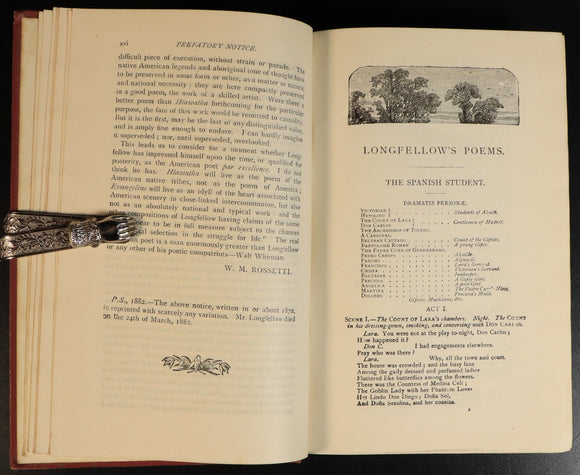 xvi PREFATORY NOTICE.
difficult piece of execution, without strain or parade. The
native American legends and aboriginal tone of thought have
to be preserved in some form or other, as a matter of natural
and national necessity: they are here compactly preserved
in a good poem, the work of a skilled artist. Were there a
better poem than Hiawatha forthcoming for the particular
purpose, the fate of this work would be remitted to casualty.
But it is the first, may be the last of any distinguished value,
and is amply fine enough to endure. I can hardly imagine
it superseded; nor, until superseded, overlooked.
This leads us to consider for a moment whether Long-
fellow has impressed himself upon the time, or qualified for
posterity, as the American poet par excellence. I do not
think he has. Hiawatha will live as the poem of the
American native tribes, not as the poem of America;
Evangeline will live as an idyll of the heart associated with
American scenery in close-linked intercommunion, but also
not as an absolutely national and typical work: and the
other compositions of Longfellow having claims of the same
to be in full measure subject to the chances
selection in the struggle for life." The real
poet is a man enormously greater than Longfellow
or any other of his poetic compatriots—Walt Whitman.
W. M. ROSSETTI.
P.S., 1882.—The above notice, written in or about 1870,
is reprinted with scarcely any variation. Mr. Longfellow died
on the 24th of March, 1882.
LONGFELLOW'S POEMS.
THE SPANISH STUDENT.
DRAMATIS PERSONÆ.
VICTORIAN
HYPOLITO } Students of Alcalá.
THE COUNT OF LARA
DON CARLOS } Gentlemen of Madrid.
THE ARCHBISHOP OF TOLEDO.
A CARDINAL.
BELTRAN CRUZADO Count of the Gipsies.
BARTOLOMÉ ROMAN A young Gipsy.
THE PADRE CURA OF GUADARRAMA.
PEDRO CRESPO Alcalde.
PANCHO Alguacil.
FRANCISCO Lara's Servant.
CHISPA Victorian's Servant.
BALTASAR Innkeeper.
PRECIOSA A Gipsy Girl.
ANGELICA A poor Girl.
MARTINA The Padre Cura's Niece.
DOLORES Preciosa's Maid.
Gipsies, Musicians, &c.
ACT I.
SCENE I.—The COUNT OF LARA'S chambers. Night. The COUNT
in his dressing-gown, smoking, and conversing with DON CARLOS.
Lara. You were not at the play to-night, Don Carlos;
How happened it?
Don C. I had engagements elsewhere.
Pray who was there?
Lara. Why, all the town and court.
The house was crowded; and the busy fans
Among the gaily dressed and perfumed ladies
Fluttered like butterflies among the flowers.
There was the Countess of Medina Celi;
The Goblin Lady with her Phantom Lover
Her Lindo Don Diego; Doña Sol,
And Doña Serafina, and her cousins.
A